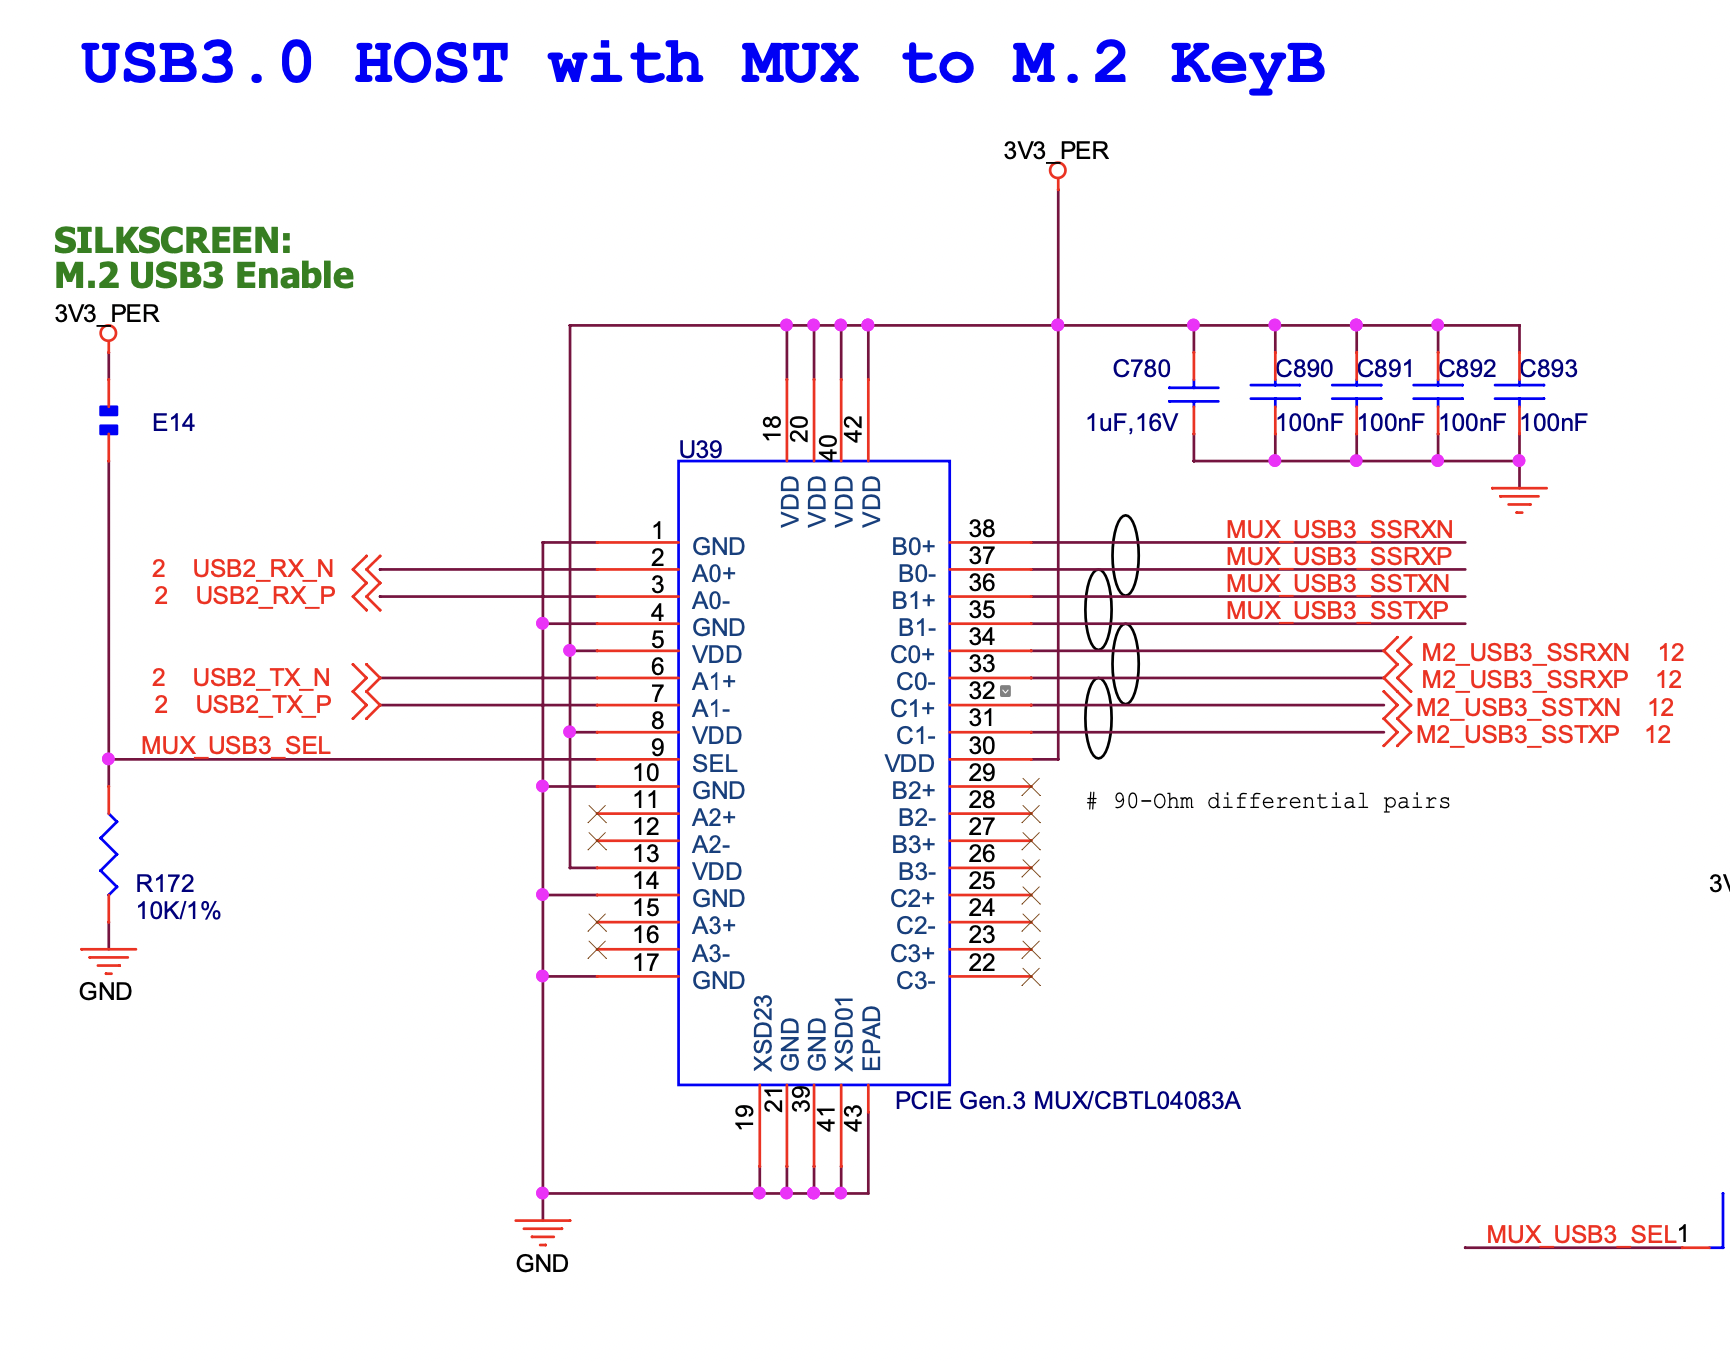 USB3.0 HOST with MUX to M.2 KeyB
3V3_PER
SILKSCREEN:
M.2 USB3 Enable
3V3_PER
E14
C780
1uF,16V
C890
100nF
C891
100nF
C892
100nF
C893
100nF
U39
18 VDD
20 VDD
40 VDD
42 VDD
1 GND
2 USB2_RX_N 2 A0+
2 USB2_RX_P 3 A0-
4 GND
5 VDD
2 USB2_TX_N 6 A1+
2 USB2_TX_P 7 A1-
8 VDD
MUX_USB3_SEL 9 SEL
10 GND
11 A2+
12 A2-
13 VDD
14 GND
15 A3+
16 A3-
17 GND
B0+ 38 MUX_USB3_SSRXN
B0- 37 MUX_USB3_SSRXP
B1+ 36 MUX_USB3_SSTXN
B1- 35 MUX_USB3_SSTXP
C0+ 34 M2_USB3_SSRXN 12
C0- 33 M2_USB3_SSRXP 12
C1+ 32 M2_USB3_SSTXN 12
C1- 31 M2_USB3_SSTXP 12
VDD 30
B2+ 29
B2- 28
B3+ 27
B3- 26
C2+ 25
C2- 24
C3+ 23
C3- 22
# 90-Ohm differential pairs
3V
R172
10K/1%
GND
XSD23 19
GND 21
GND 39
XSD01 41
EPAD 43
PCIE Gen.3 MUX/CBTL04083A
GND
MUX_USB3_SEL 1